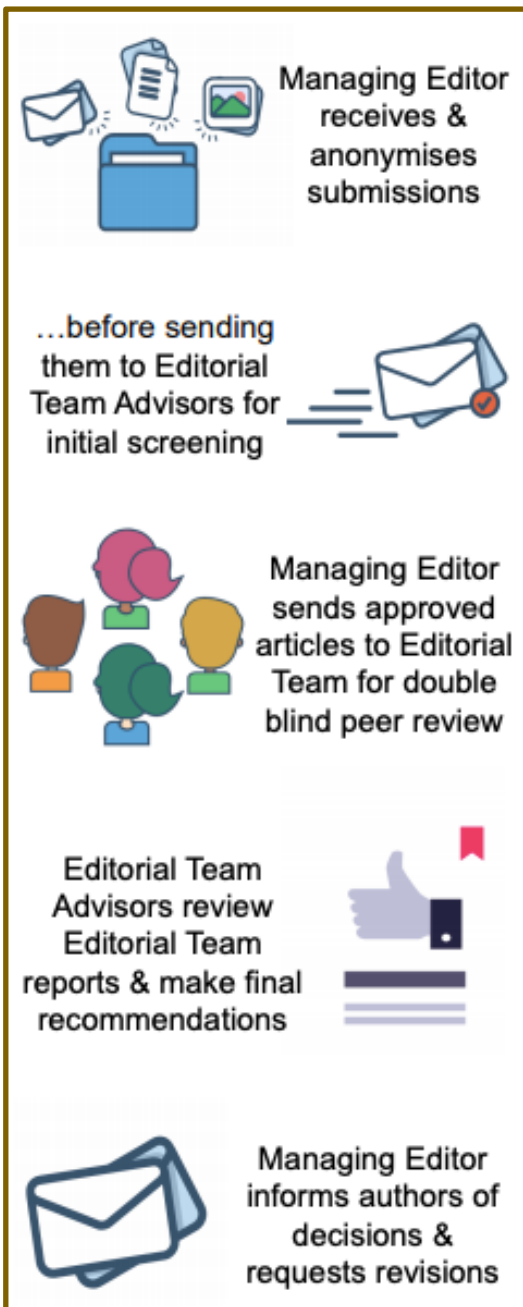 Managing Editor
receives &
anonymises
submissions
…before sending
them to Editorial
Team Advisors for
initial screening
Managing Editor
sends approved
articles to Editorial
Team for double
blind peer review
Editorial Team
Advisors review
Editorial Team
reports & make final
recommendations
Managing Editor
informs authors of
decisions &
requests revisions